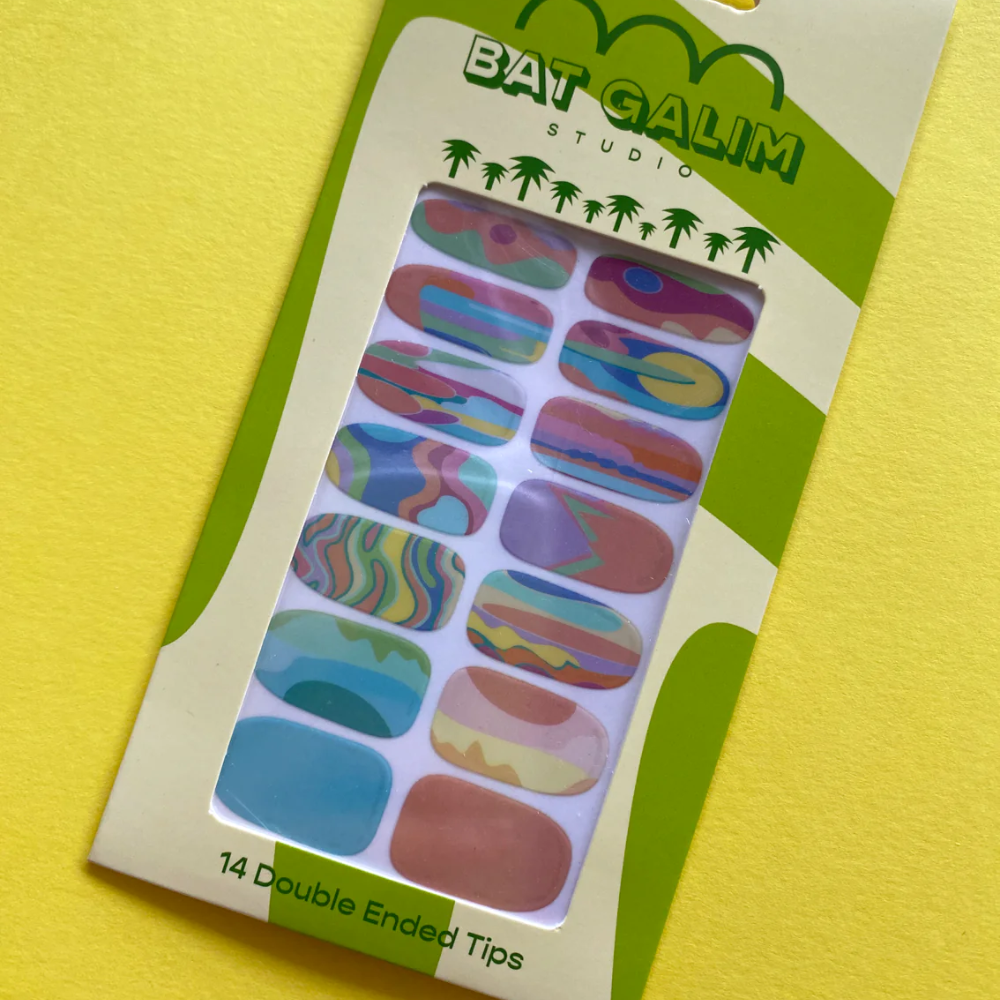 BAT GALIM
STUDIO
14 Double Ended Tips